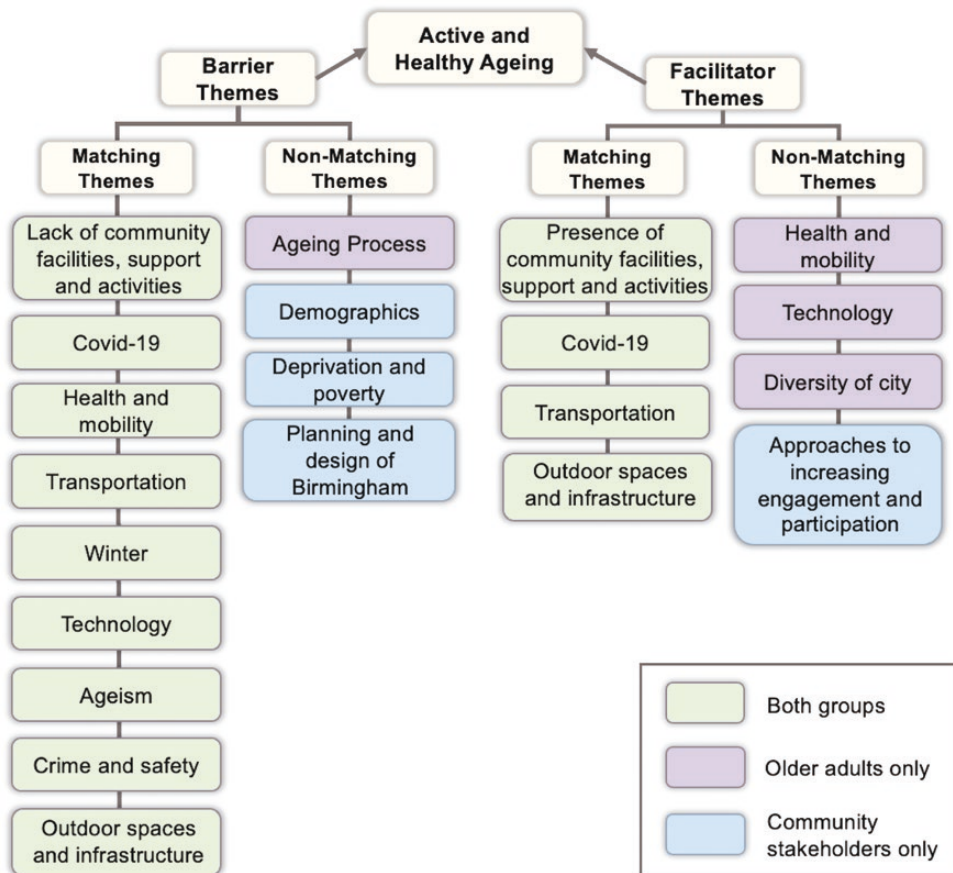 Active and
Healthy Ageing
Barrier
Themes
Facilitator
Themes
Matching
Themes
Non-Matching
Themes
Matching
Themes
Non-Matching
Themes
Lack of community
facilities, support
and activities
Covid-19
Health and
mobility
Transportation
Winter
Technology
Ageism
Crime and safety
Outdoor spaces
and infrastructure
Ageing Process
Demographics
Deprivation and
poverty
Planning and
design of
Birmingham
Presence of
community facilities,
support and activities
Covid-19
Transportation
Outdoor spaces
and infrastructure
Health and
mobility
Technology
Diversity of city
Approaches to
increasing
engagement and
participation
Both groups
Older adults only
Community
stakeholders only